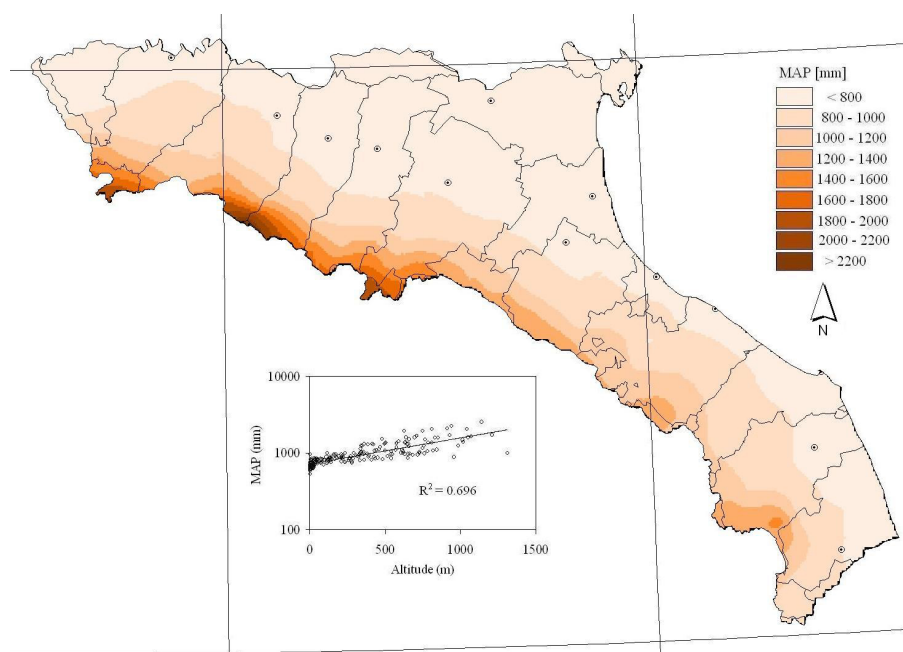 MAP [mm]
< 800
800 - 1000
1000 - 1200
1200 - 1400
1400 - 1600
1600 - 1800
1800 - 2000
2000 - 2200
> 2200
N
10000
1000
100
MAP (mm)
R² = 0.696
0
500
1000
1500
Altitude (m)